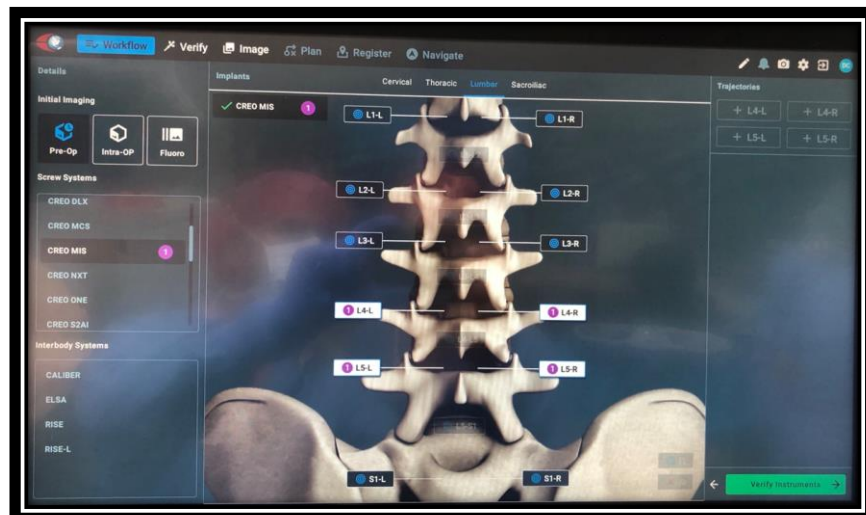 Workflow
Verify
Image
Plan
Register
Navigate
Details
Initial Imaging
Pre-Op
Intra-OP
Fluoro
Screw Systems
CREO DLX
CREO MCS
CREO MIS 1
CREO NXT
CREO ONE
CREO S2AI
Interbody Systems
CALIBER
ELSA
RISE
RISE-L
Implants
Cervical
Thoracic
Lumbar
Sacroiliac
CREO MIS 1
L1-L
L1-R
L2-L
L2-R
L3-L
L3-R
1 L4-L
1 L4-R
1 L5-L
1 L5-R
S1-L
S1-R
Trajectories
+ L4-L
+ L4-R
+ L5-L
+ L5-R
Verify Instruments